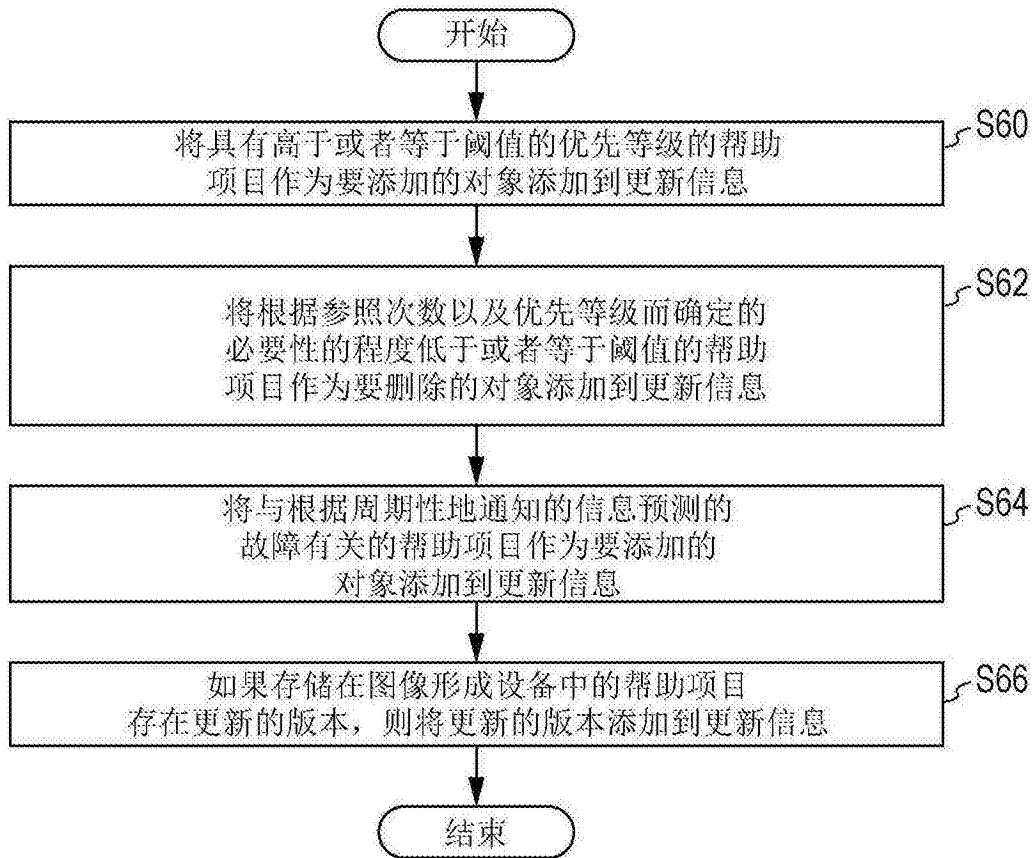 开始
将具有高于或者等于阈值的优先等级的帮助
项目作为要添加的对象添加到更新信息
S60
将根据参照次数以及优先等级而确定的
必要性的程度低于或者等于阈值的帮助
项目作为要删除的对象添加到更新信息
S62
将与根据周期性地通知的信息预测的
故障有关的帮助项目作为要添加的
对象添加到更新信息
S64
如果存储在图像形成设备中的帮助项目
存在更新的版本，则将更新的版本添加到更新信息
S66
结束